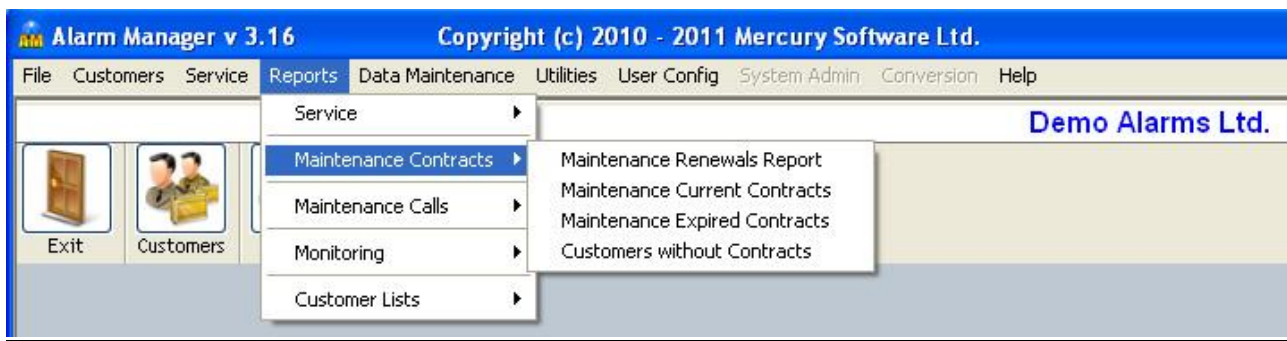 Alarm Manager v 3.16 Copyright (c) 2010 - 2011 Mercury Software Ltd.
File Customers Service Reports Data Maintenance Utilities User Config System Admin Conversion Help
Demo Alarms Ltd.
Service
Maintenance Contracts
Maintenance Calls
Monitoring
Customer Lists
Maintenance Renewals Report
Maintenance Current Contracts
Maintenance Expired Contracts
Customers without Contracts
Exit
Customers